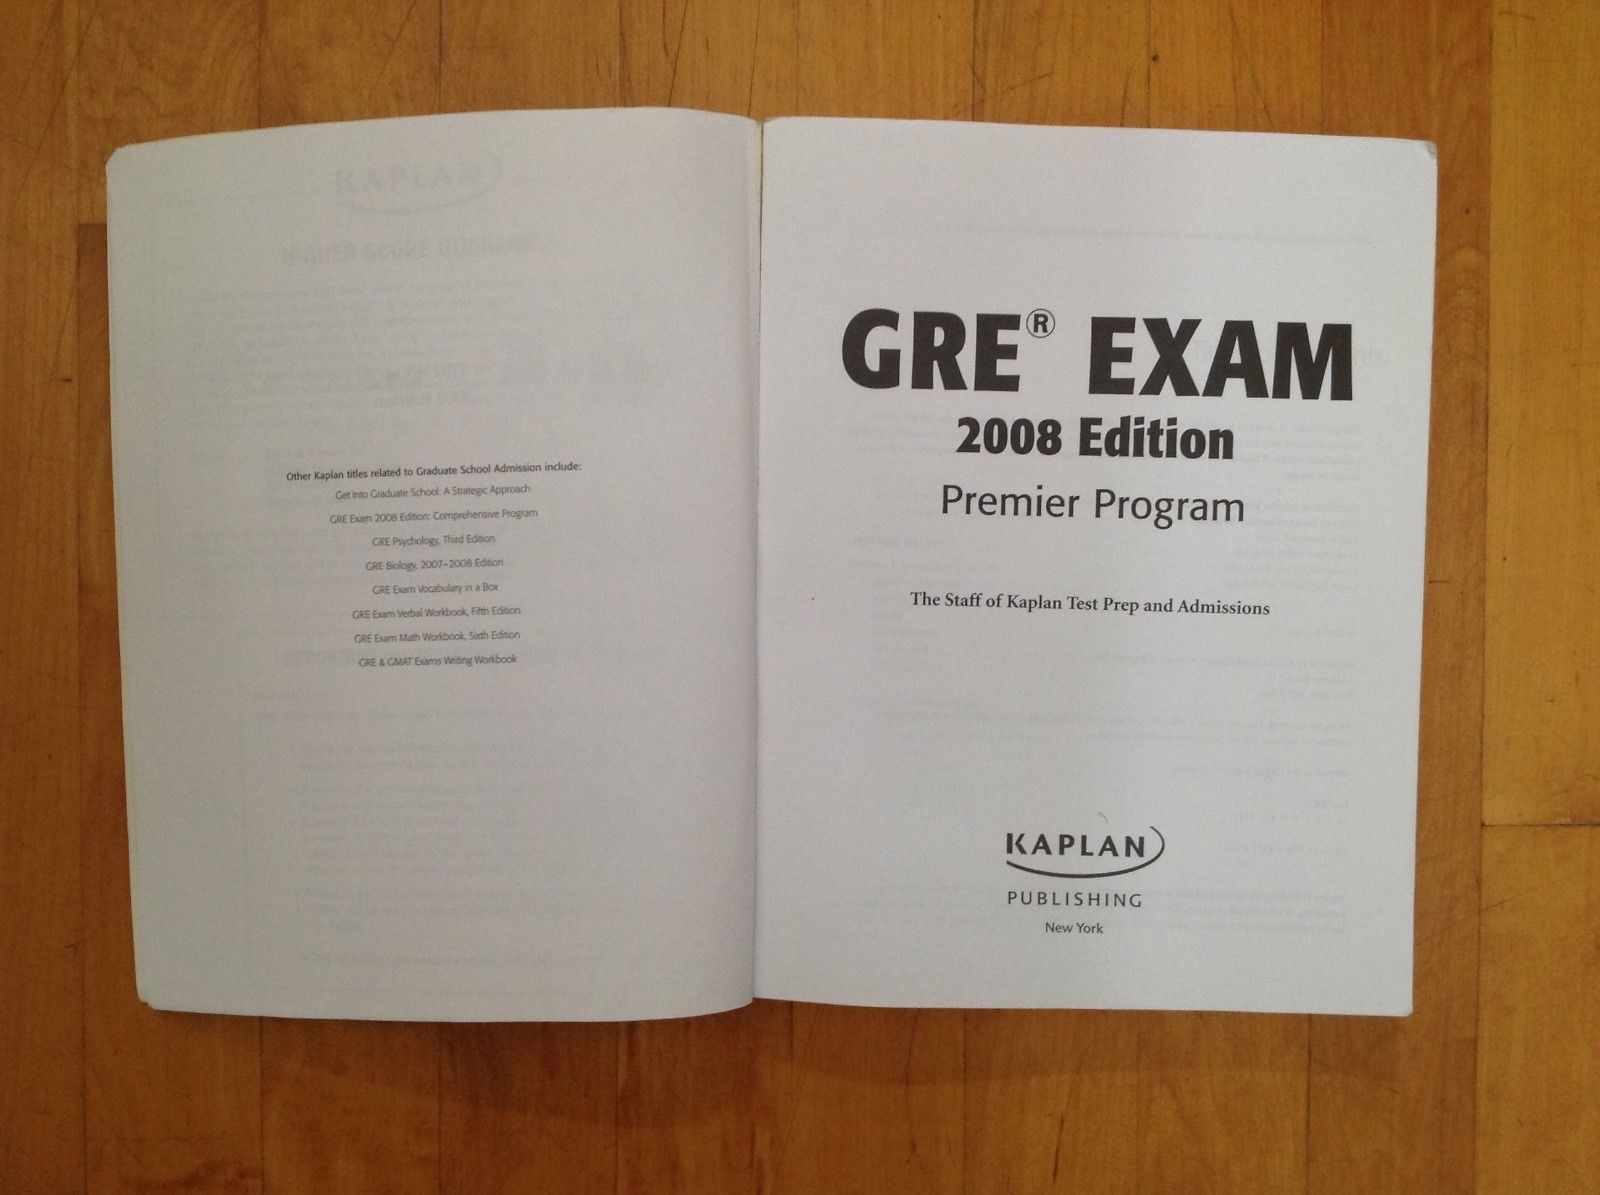 Other Kaplan titles related to Graduate School Admission include:
Get Into Graduate School: A Strategic Approach
GRE Exam 2008 Edition: Comprehensive Program
GRE Psychology, Third Edition
GRE Biology, 2007–2008 Edition
GRE Exam Vocabulary in a Box
GRE Exam Verbal Workbook, Fifth Edition
GRE Exam Math Workbook, Sixth Edition
GRE & GMAT Exams Writing Workbook
GRE® EXAM
2008 Edition
Premier Program
The Staff of Kaplan Test Prep and Admissions
KAPLAN
PUBLISHING
New York